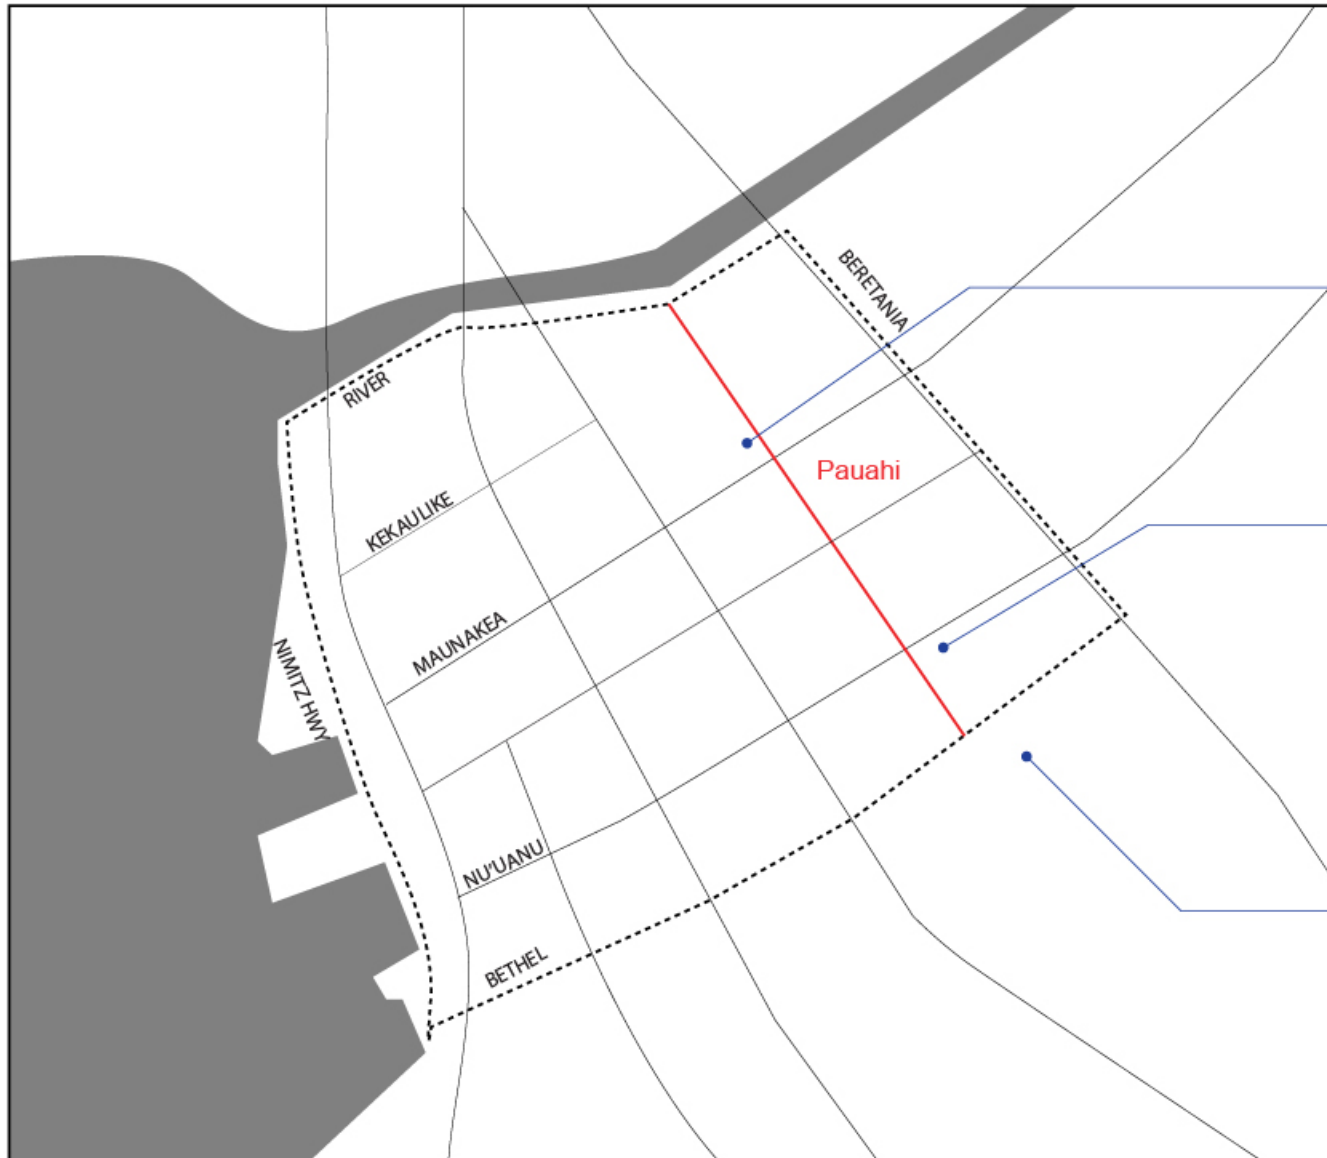 BERETANIA
RIVER
Pauahi
KEKAULIKE
MAUNAKEA
NIMITZ HWY
NU'UANU
BETHEL